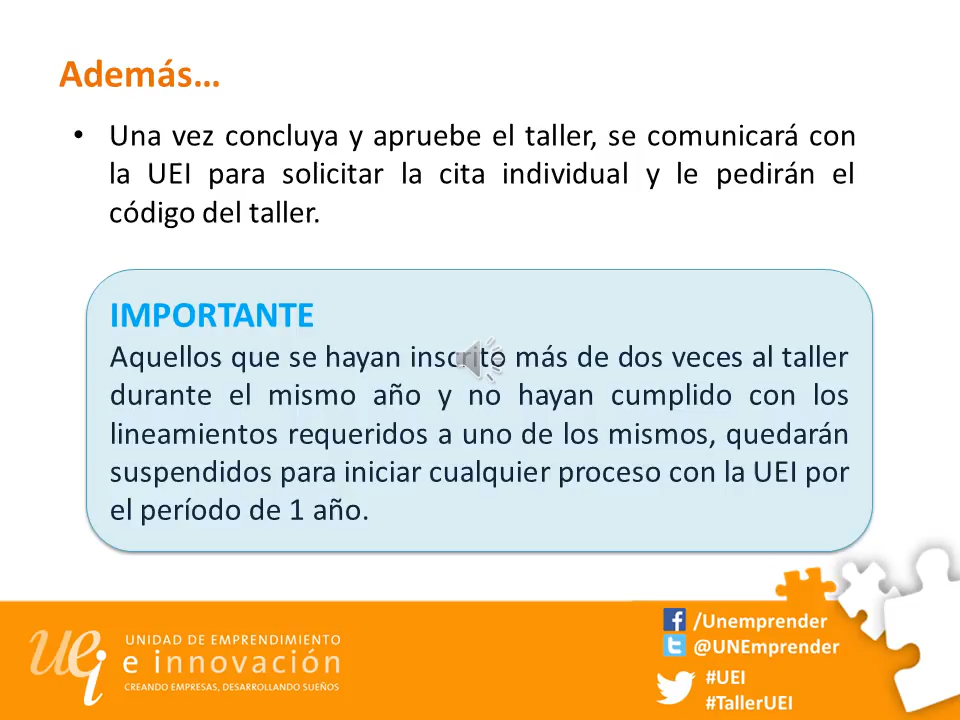 Además…
• Una vez concluya y apruebe el taller, se comunicará con
la UEI para solicitar la cita individual y le pedirán el
código del taller.
IMPORTANTE
Aquellos que se hayan inscrito más de dos veces al taller
durante el mismo año y no hayan cumplido con los
lineamientos requeridos a uno de los mismos, quedarán
suspendidos para iniciar cualquier proceso con la UEI por
el período de 1 año.
uei
UNIDAD DE EMPRENDIMIENTO
e innovación
CREANDO EMPRESAS, DESARROLLANDO SUEÑOS
/Unemprender
@UNEmprender
#UEI
#TallerUEI